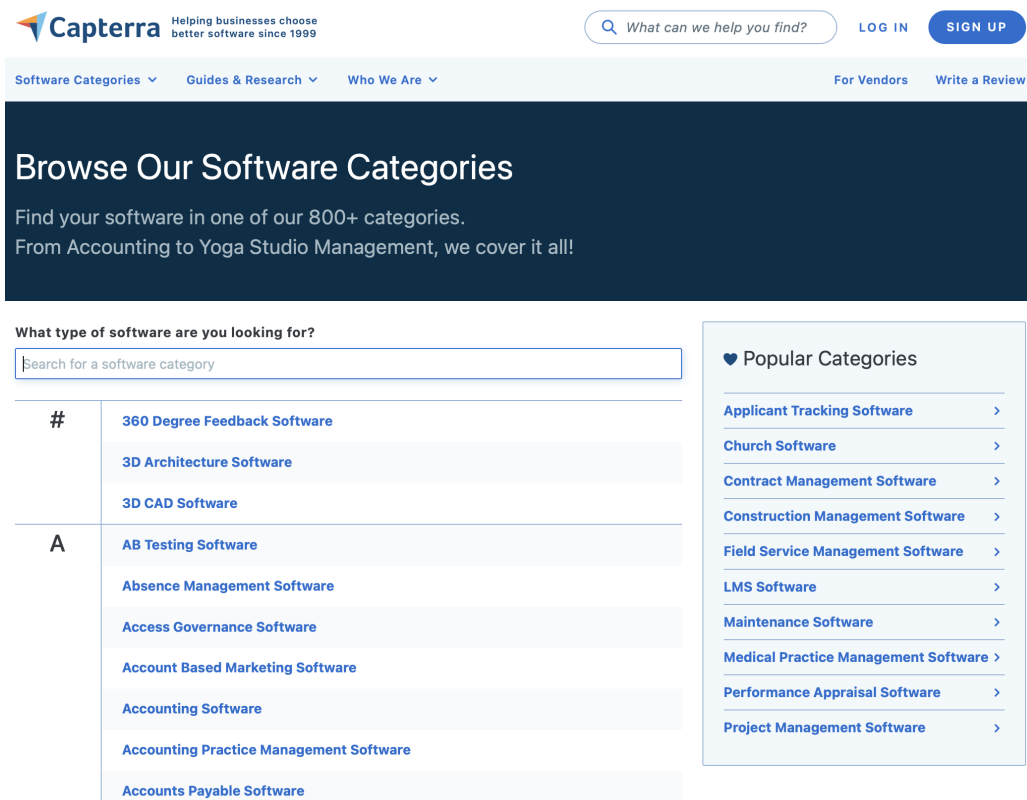 Capterra
Helping businesses choose
better software since 1999
What can we help you find?
LOG IN
SIGN UP
Software Categories
Guides & Research
Who We Are
For Vendors
Write a Review
Browse Our Software Categories
Find your software in one of our 800+ categories.
From Accounting to Yoga Studio Management, we cover it all!
What type of software are you looking for?
Search for a software category
#
360 Degree Feedback Software
3D Architecture Software
3D CAD Software
A
AB Testing Software
Absence Management Software
Access Governance Software
Account Based Marketing Software
Accounting Software
Accounting Practice Management Software
Accounts Payable Software
Popular Categories
Applicant Tracking Software
Church Software
Contract Management Software
Construction Management Software
Field Service Management Software
LMS Software
Maintenance Software
Medical Practice Management Software
Performance Appraisal Software
Project Management Software